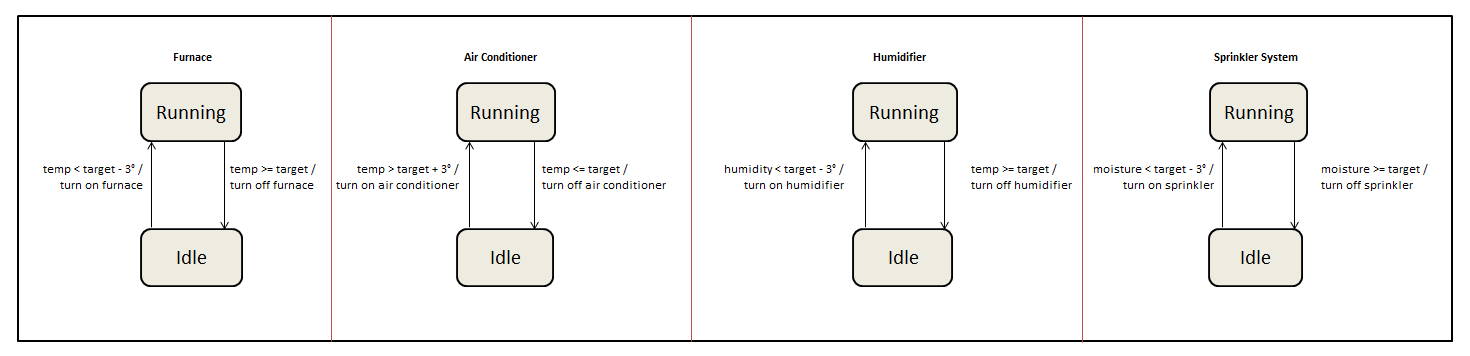 Furnace
Running
temp < target - 3° /
turn on furnace
temp >= target /
turn off furnace
Idle
Air Conditioner
Running
temp > target + 3° /
turn on air conditioner
temp <= target /
turn off air conditioner
Idle
Humidifier
Running
humidity < target - 3° /
turn on humidifier
temp >= target /
turn off humidifier
Idle
Sprinkler System
Running
moisture < target - 3° /
turn on sprinkler
moisture >= target /
turn off sprinkler
Idle